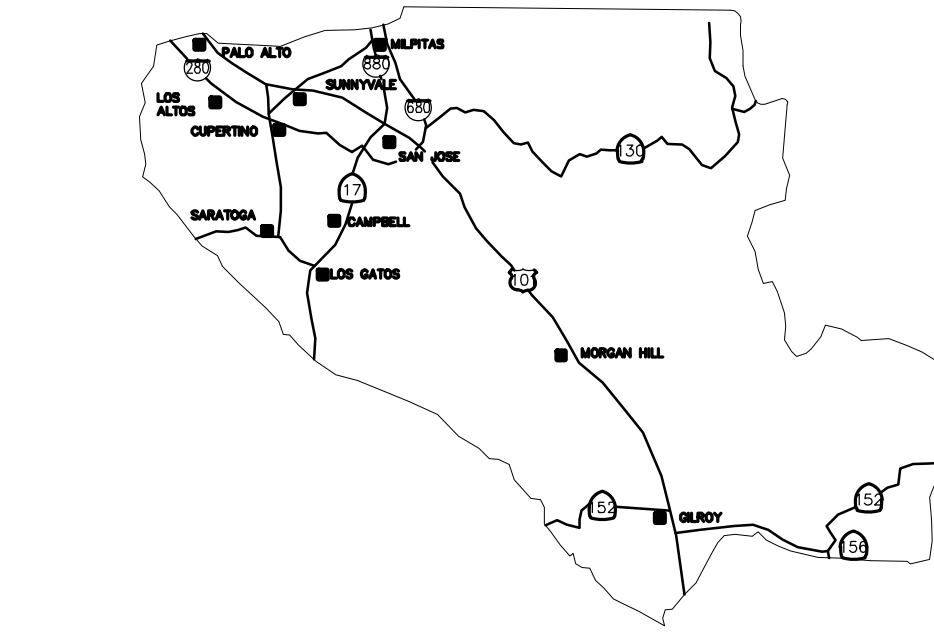 MILPITAS
PALO ALTO
280
880
SUNNYVALE
LOS
ALTOS
680
CUPERTINO
130
SAN JOSE
17
SARATOGA
CAMPBELL
LOS GATOS
101
MORGAN HILL
152
152
GILROY
156